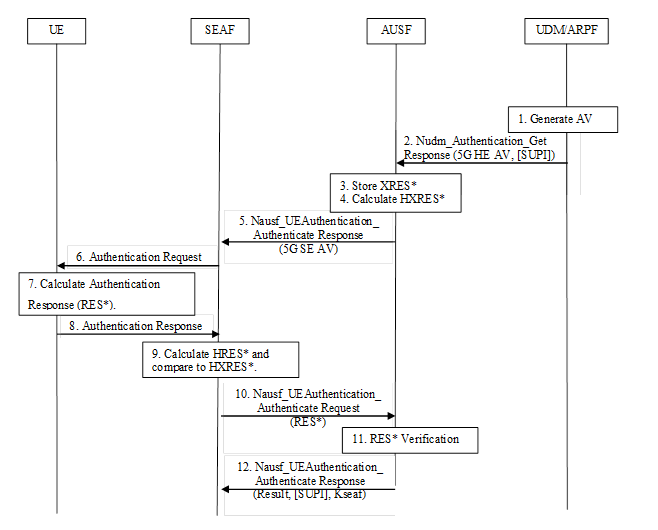 UE
SEAF
AUSF
UDM/ARPF
1. Generate AV
2. Nudm_Authentication_Get
Response (5G HE AV, [SUPI])
3. Store XRES*
4. Calculate HXRES*
5. Nausf_UEAuthentication_
Authenticate Response
(5G SE AV)
6. Authentication Request
7. Calculate Authentication
Response (RES*).
8. Authentication Response
9. Calculate HRES* and
compare to HXRES*.
10. Nausf_UEAuthentication_
Authenticate Request
(RES*)
11. RES* Verification
12. Nausf_UEAuthentication_
Authenticate Response
(Result, [SUPI], Kseaf)